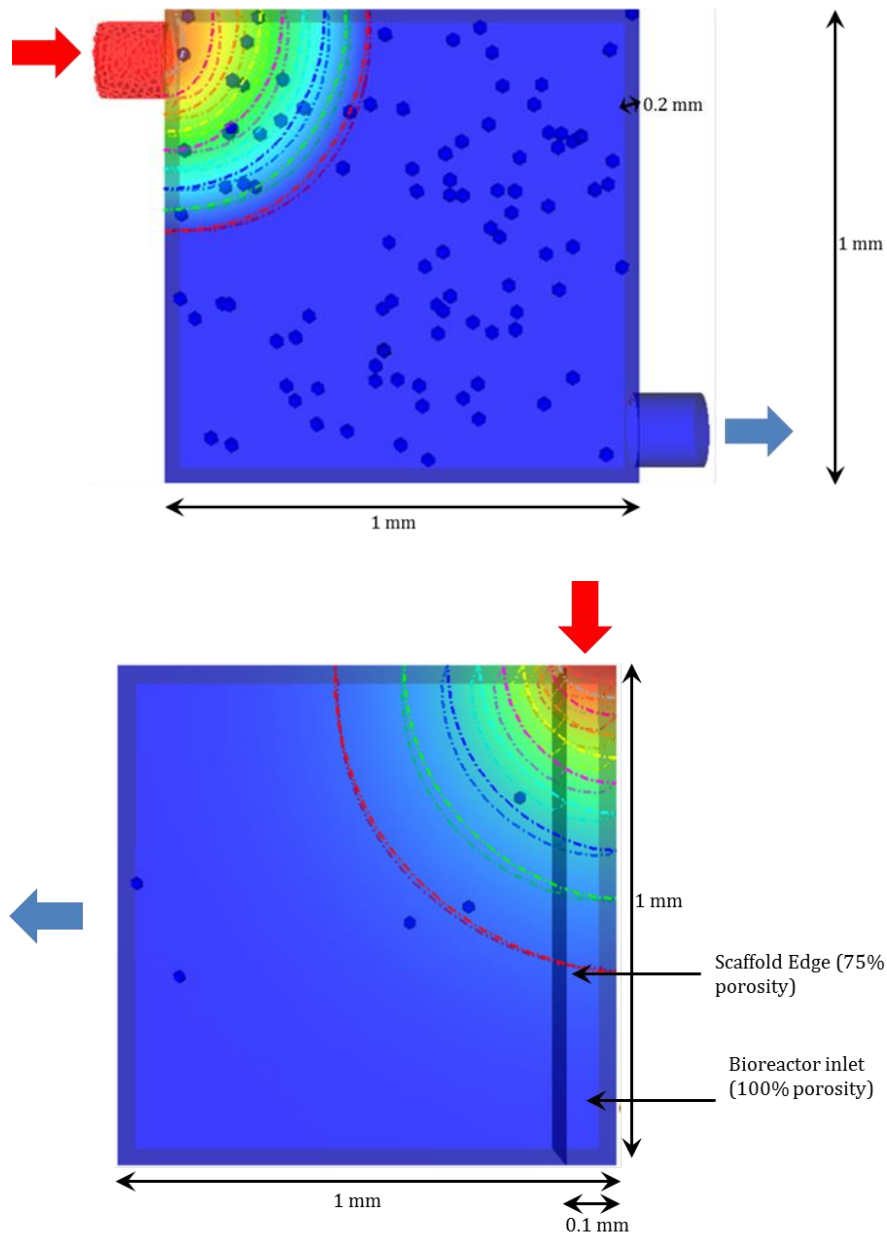 0.2 mm
1 mm
1 mm
1 mm
Scaffold Edge (75%
porosity)
Bioreactor inlet
(100% porosity)
1 mm
0.1 mm